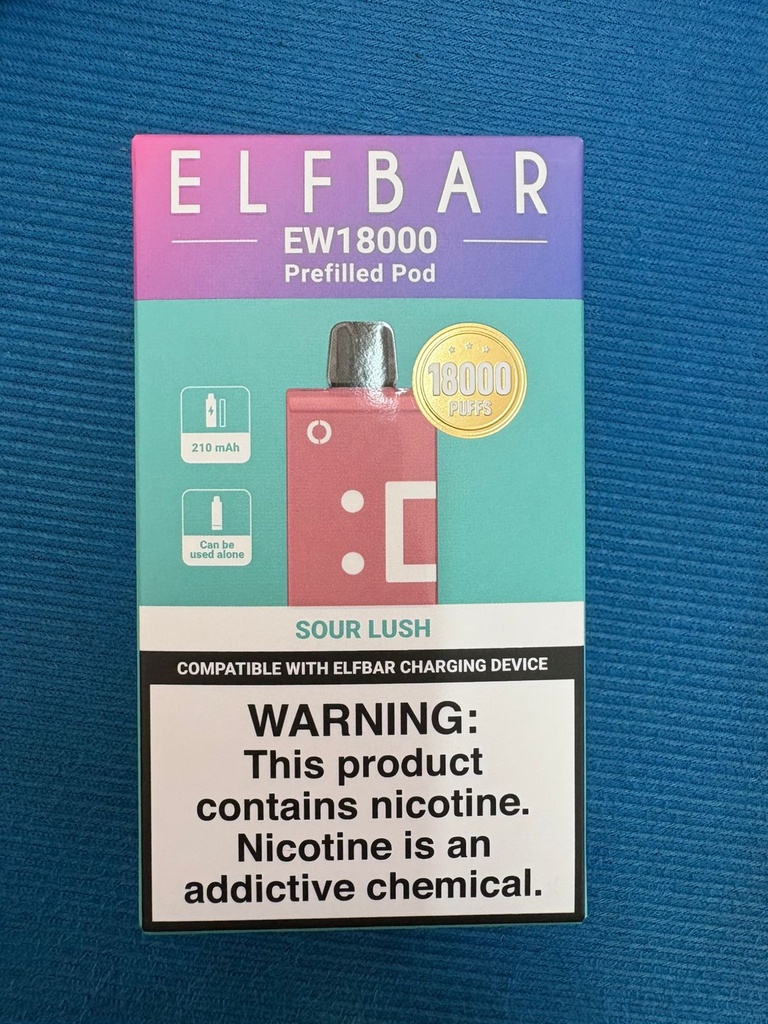 ELFBAR
EW18000
Prefilled Pod
18000
PUFFS
210 mAh
Can be
used alone
SOUR LUSH
COMPATIBLE WITH ELFBAR CHARGING DEVICE
WARNING:
This product
contains nicotine.
Nicotine is an
addictive chemical.